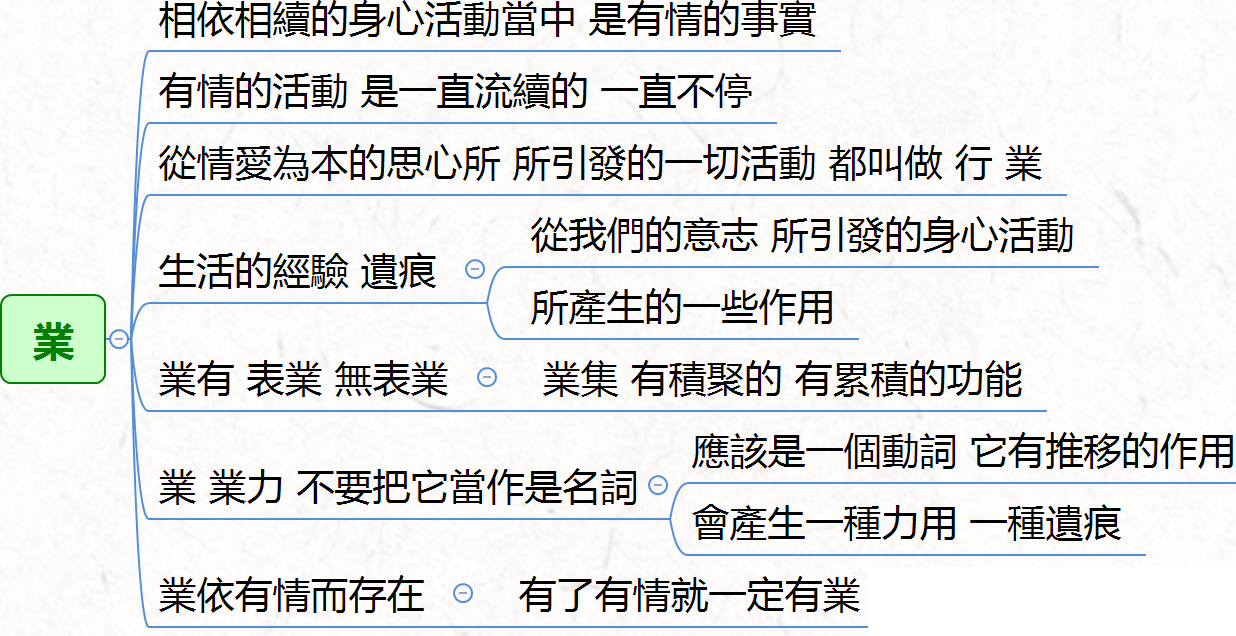 相依相續的身心活動當中 是有情的事實
有情的活動 是一直流續的 一直不停
從情愛為本的思心所 所引發的一切活動 都叫做 行 業
生活的經驗 遺痕
從我們的意志 所引發的身心活動
所產生的一些作用
業
業有 表業 無表業
業集 有積聚的 有累積的功能
業 業力 不要把它當作是名詞
應該是一個動詞 它有推移的作用
會產生一種力用 一種遺痕
業依有情而存在
有了有情就一定有業